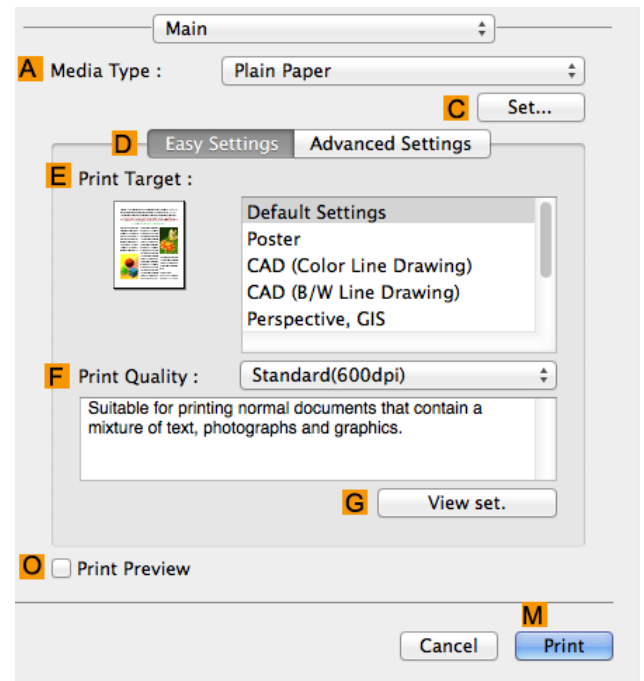 Main
A Media Type : Plain Paper
C Set...
D Easy Settings Advanced Settings
E Print Target :
Default Settings
Poster
CAD (Color Line Drawing)
CAD (B/W Line Drawing)
Perspective, GIS
F Print Quality : Standard(600dpi)
Suitable for printing normal documents that contain a
mixture of text, photographs and graphics.
G View set.
O Print Preview
M
Cancel Print